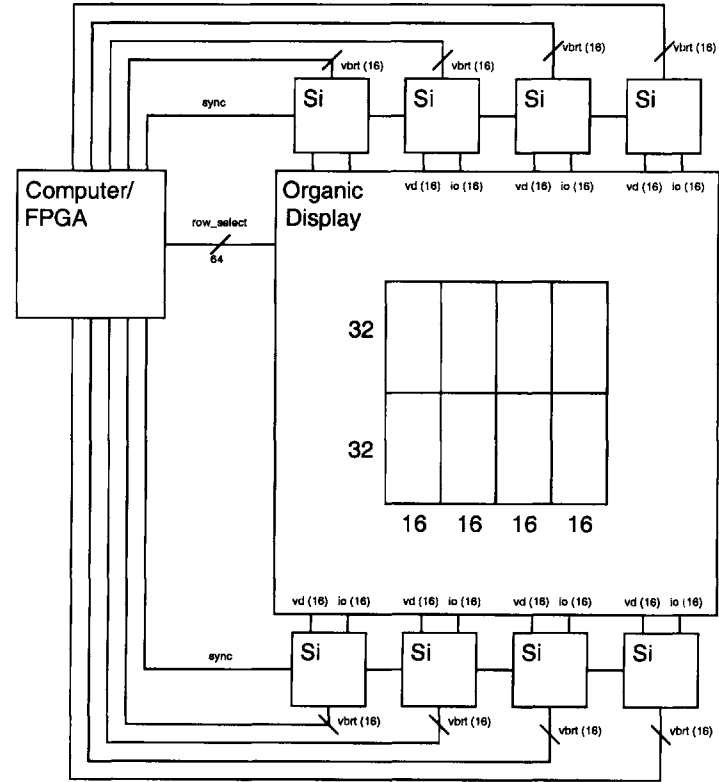 vbrt (16)
vbrt (16)
vbrt (16)
vbrt (16)
Si
Si
Si
Si
sync
Computer/
FPGA
Organic
Display
vd (16) io (16)
vd (16) io (16)
vd (16) io (16)
row_select
64
32
32
16 16 16 16
vd (16) io (16)
vd (16) io (16)
vd (16) io (16)
vd (16) io (16)
Si
Si
Si
Si
sync
vbrt (16)
vbrt (16)
vbrt (16)
vbrt (16)